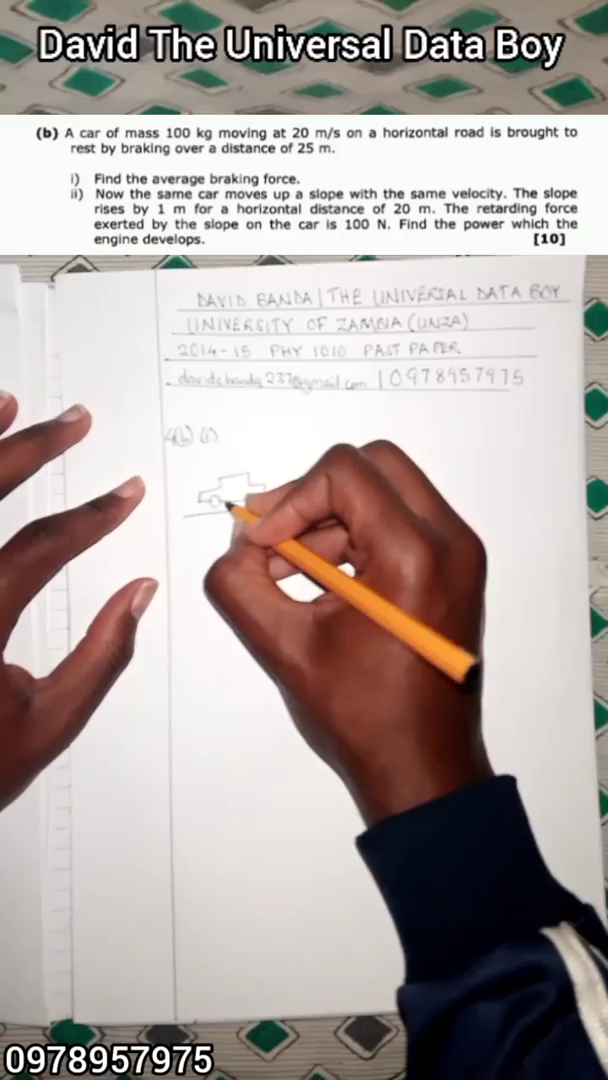 David The Universal Data Boy
(b) A car of mass 100 kg moving at 20 m/s on a horizontal road is brought to
rest by braking over a distance of 25 m.
i) Find the average braking force.
ii) Now the same car moves up a slope with the same velocity. The slope
rises by 1 m for a horizontal distance of 20 m. The retarding force
exerted by the slope on the car is 100 N. Find the power which the
engine develops. [10]
DAVID BANDA | THE UNIVERSAL DATA BOY
UNIVERSITY OF ZAMBIA (UNZA)
2014-15 PHY 1010 PAST PAPER
| 0978957975
(b) (i)
0978957975